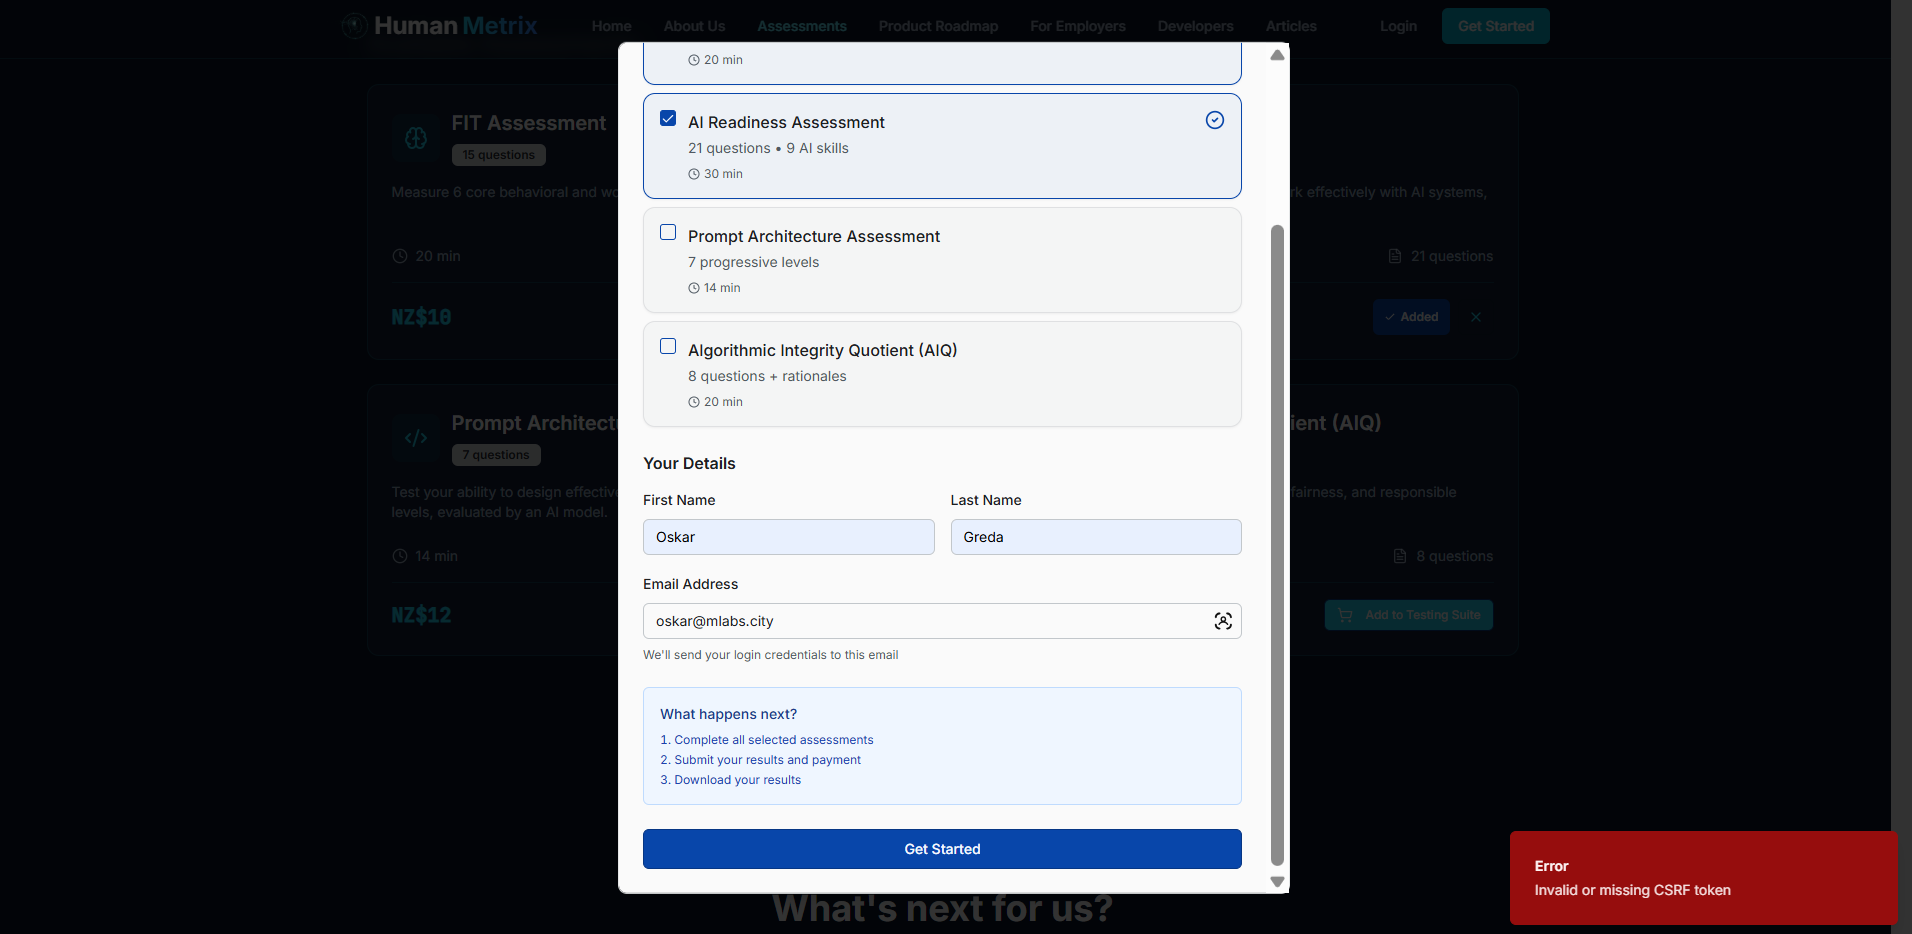 Human Metrix
Home
About Us
Assessments
Product Roadmap
For Employers
Developers
Articles
Login
Get Started
20 min
AI Readiness Assessment
21 questions • 9 AI skills
30 min
Prompt Architecture Assessment
7 progressive levels
14 min
Algorithmic Integrity Quotient (AIQ)
8 questions + rationales
20 min
Your Details
First Name
Last Name
Oskar
Greda
Email Address
oskar@mlabs.city
We'll send your login credentials to this email
What happens next?
1. Complete all selected assessments
2. Submit your results and payment
3. Download your results
Get Started
FIT Assessment
15 questions
Measure 6 core behavioral and wo
20 min
NZ$10
rk effectively with AI systems,
21 questions
Added
Prompt Architectu
7 questions
Test your ability to design effectiv
levels, evaluated by an AI model.
14 min
NZ$12
ient (AIQ)
fairness, and responsible
8 questions
Add to Testing Suite
What's next for us?
Error
Invalid or missing CSRF token